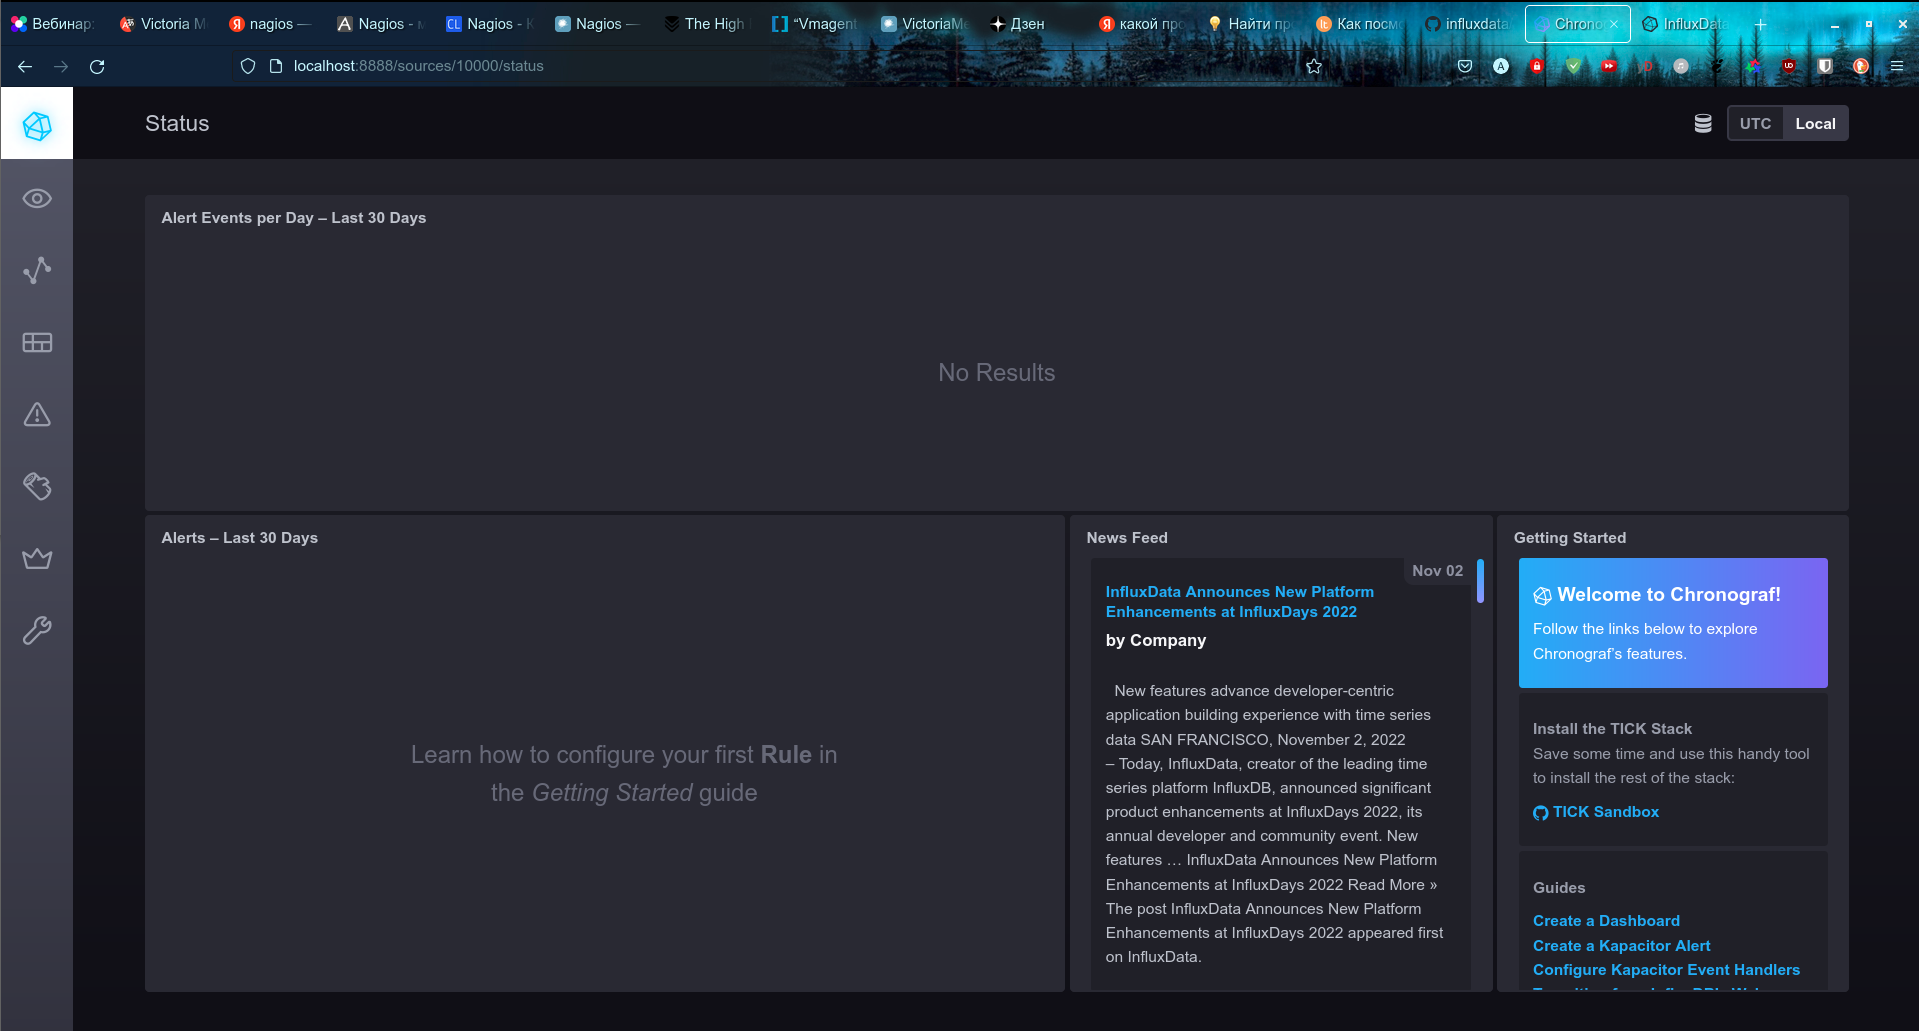 Вебинар:
Victoria M
nagios —
Nagios - м
CL
Nagios - К
Nagios —
The High
“Vmagent
VictoriaMe
Дзен
какой про
Найти пр
Как посмо
influxdata
Chrono
InfluxData
localhost:8888/sources/10000/status
Status
UTC
Local
Alert Events per Day – Last 30 Days
No Results
Alerts – Last 30 Days
Learn how to configure your first Rule in
the Getting Started guide
News Feed
Nov 02
InfluxData Announces New Platform
Enhancements at InfluxDays 2022
by Company
New features advance developer-centric
application building experience with time series
data SAN FRANCISCO, November 2, 2022
– Today, InfluxData, creator of the leading time
series platform InfluxDB, announced significant
product enhancements at InfluxDays 2022, its
annual developer and community event. New
features … InfluxData Announces New Platform
Enhancements at InfluxDays 2022 Read More »
The post InfluxData Announces New Platform
Enhancements at InfluxDays 2022 appeared first
on InfluxData.
Getting Started
Welcome to Chronograf!
Follow the links below to explore
Chronograf’s features.
Install the TICK Stack
Save some time and use this handy tool
to install the rest of the stack:
TICK Sandbox
Guides
Create a Dashboard
Create a Kapacitor Alert
Configure Kapacitor Event Handlers